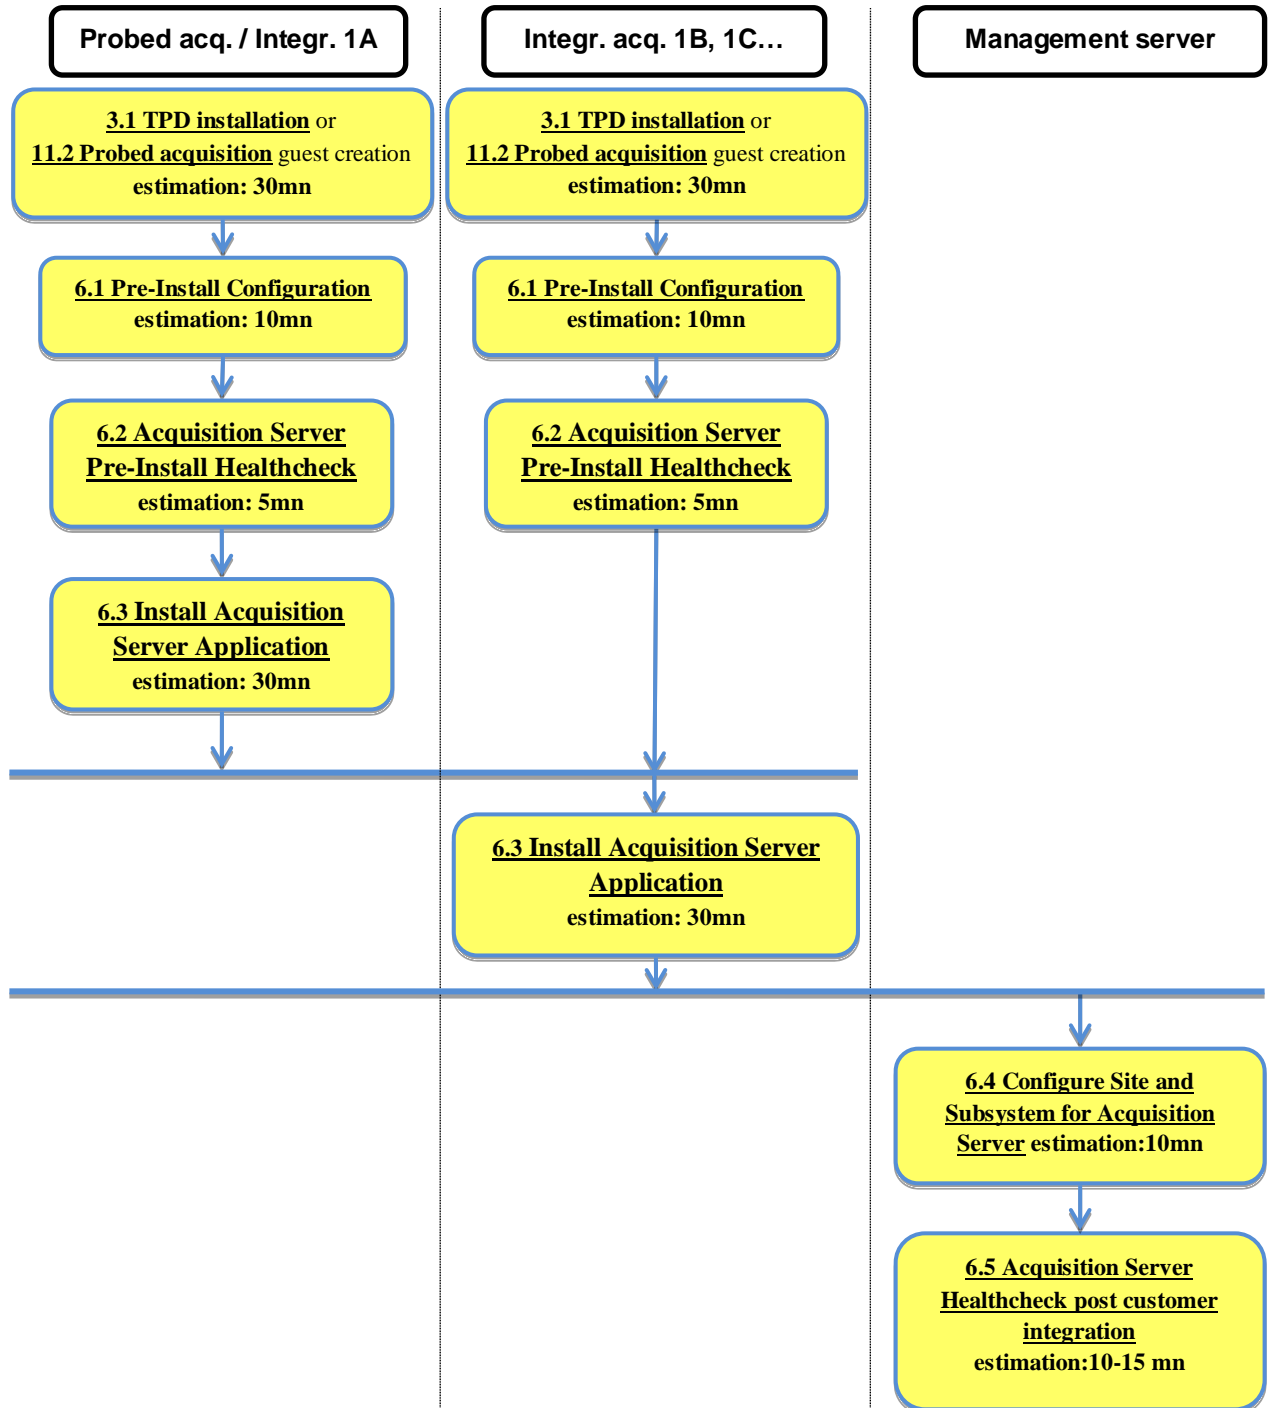 Probed acq. / Integr. 1A
Integr. acq. 1B, 1C…
Management server
3.1 TPD installation or
11.2 Probed acquisition guest creation
estimation: 30mn
3.1 TPD installation or
11.2 Probed acquisition guest creation
estimation: 30mn
6.1 Pre-Install Configuration
estimation: 10mn
6.1 Pre-Install Configuration
estimation: 10mn
6.2 Acquisition Server
Pre-Install Healthcheck
estimation: 5mn
6.2 Acquisition Server
Pre-Install Healthcheck
estimation: 5mn
6.3 Install Acquisition
Server Application
estimation: 30mn
6.3 Install Acquisition Server
Application
estimation: 30mn
6.4 Configure Site and
Subsystem for Acquisition
Server estimation:10mn
6.5 Acquisition Server
Healthcheck post customer
integration
estimation:10-15 mn